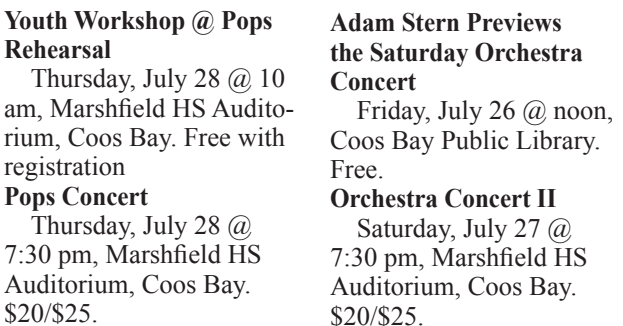 Youth Workshop @ Pops
Rehearsal
Thursday, July 28 @ 10
am, Marshfield HS Audito-
rium, Coos Bay. Free with
registration
Pops Concert
Thursday, July 28 @
7:30 pm, Marshfield HS
Auditorium, Coos Bay.
$20/$25.
Adam Stern Previews
the Saturday Orchestra
Concert
Friday, July 26 @ noon,
Coos Bay Public Library.
Free.
Orchestra Concert II
Saturday, July 27 @
7:30 pm, Marshfield HS
Auditorium, Coos Bay.
$20/$25.